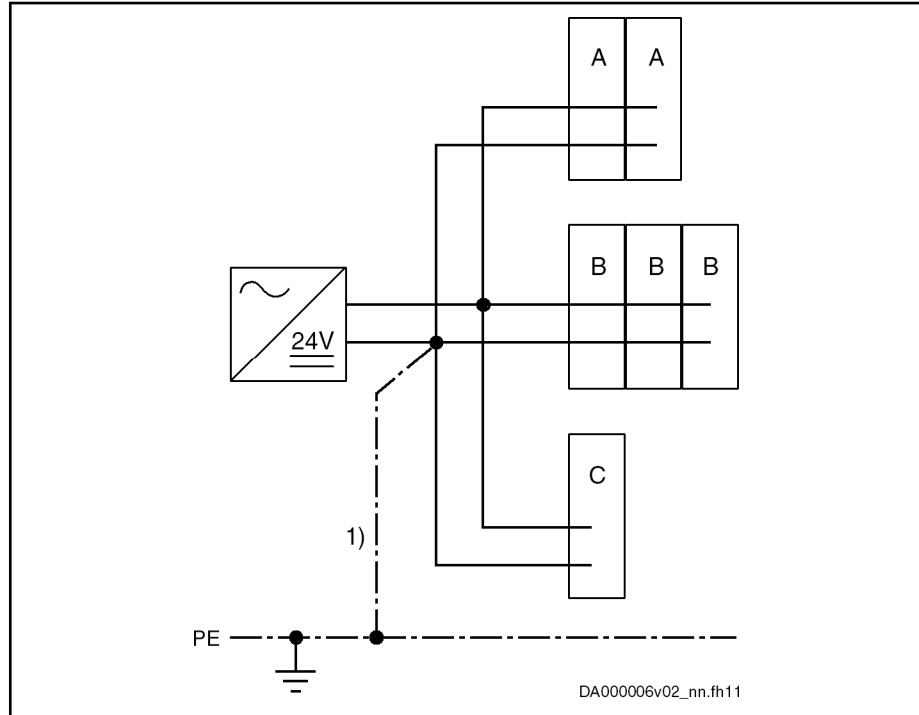 A A
B B B
24V
C
1)
PE
DA000006v02_nn.fh11